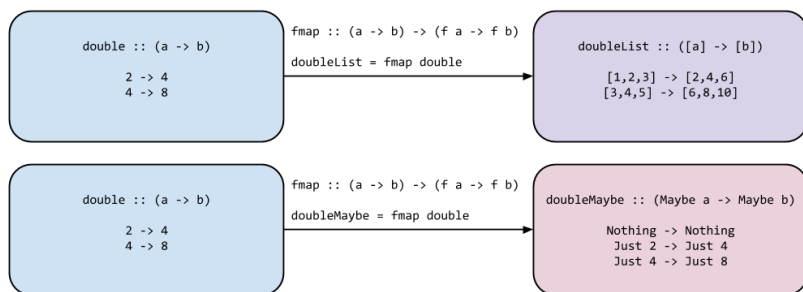 double :: (a -> b)
2 -> 4
4 -> 8
fmap :: (a -> b) -> (f a -> f b)
doubleList = fmap double
doubleList :: ([a] -> [b])
[1,2,3] -> [2,4,6]
[3,4,5] -> [6,8,10]
double :: (a -> b)
2 -> 4
4 -> 8
fmap :: (a -> b) -> (f a -> f b)
doubleMaybe = fmap double
doubleMaybe :: (Maybe a -> Maybe b)
Nothing -> Nothing
Just 2 -> Just 4
Just 4 -> Just 8